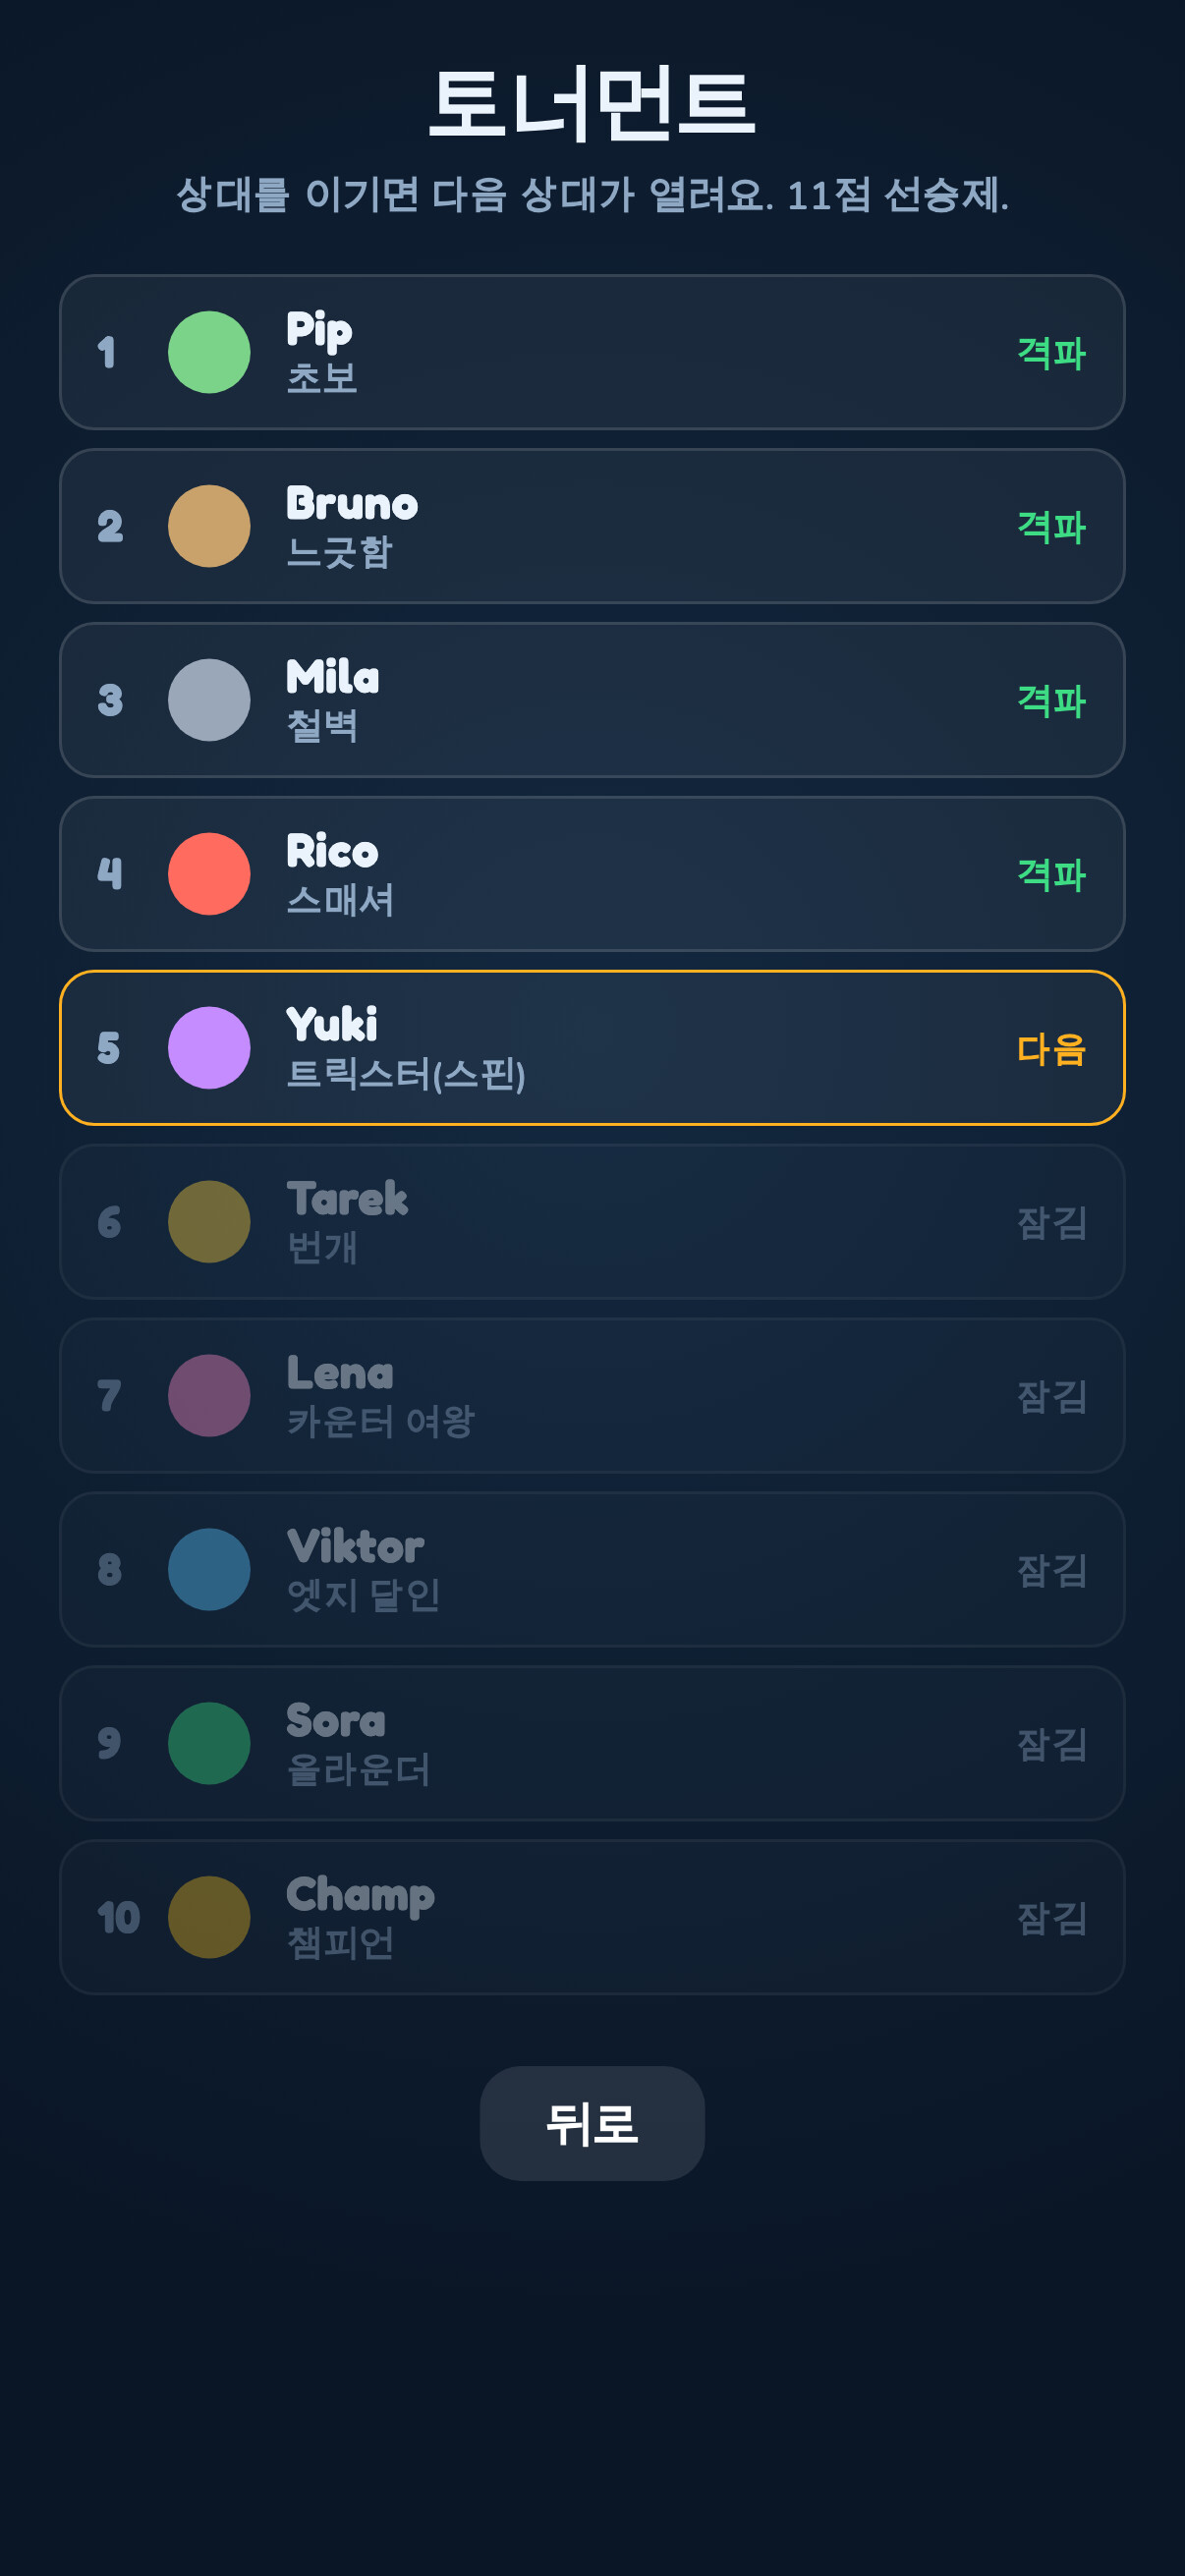 토너먼트
상대를 이기면 다음 상대가 열려요. 11점 선승제.
1
Pip
초보
격파
2
Bruno
느긋함
격파
3
Mila
철벽
격파
4
Rico
스매셔
격파
5
Yuki
트릭스터(스핀)
다음
6
Tarek
번개
잠김
7
Lena
카운터 여왕
잠김
8
Viktor
엣지 달인
잠김
9
Sora
올라운더
잠김
10
Champ
챔피언
잠김
뒤로